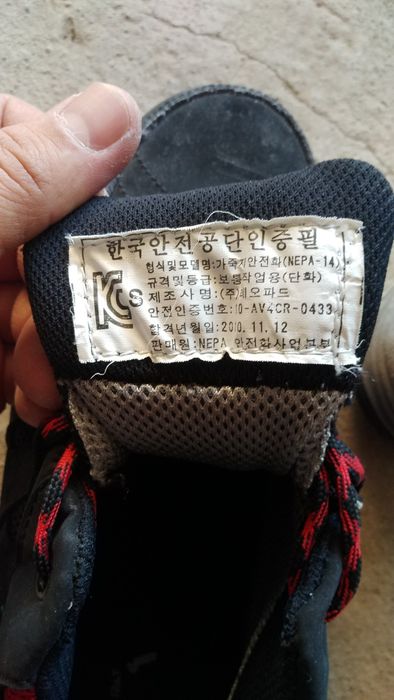 한국안전공단인증필
KCs
형식및모델명:가죽제안전화(NEPA-14)
규격및등급:보통작업용(단화)
제조사명:(주)네오파드
안전인증번호:10-AV4CR-0433
합격년월일:2010.11.12
판매원:NEPA 안전화사업본부